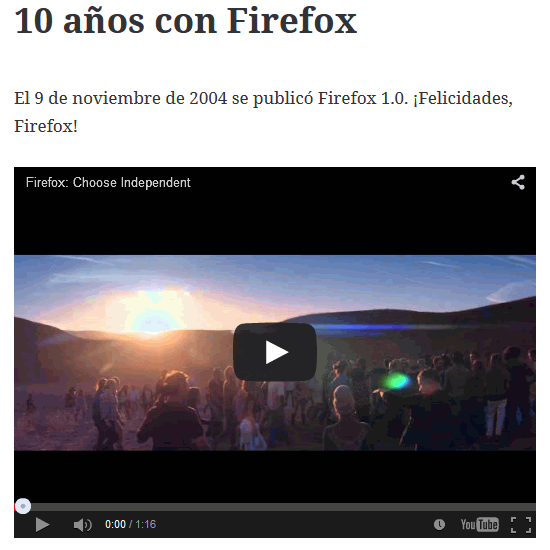 10 años con Firefox
El 9 de noviembre de 2004 se publicó Firefox 1.0. ¡Felicidades,
Firefox!
Firefox: Choose Independent
0:00 / 1:16
YouTube